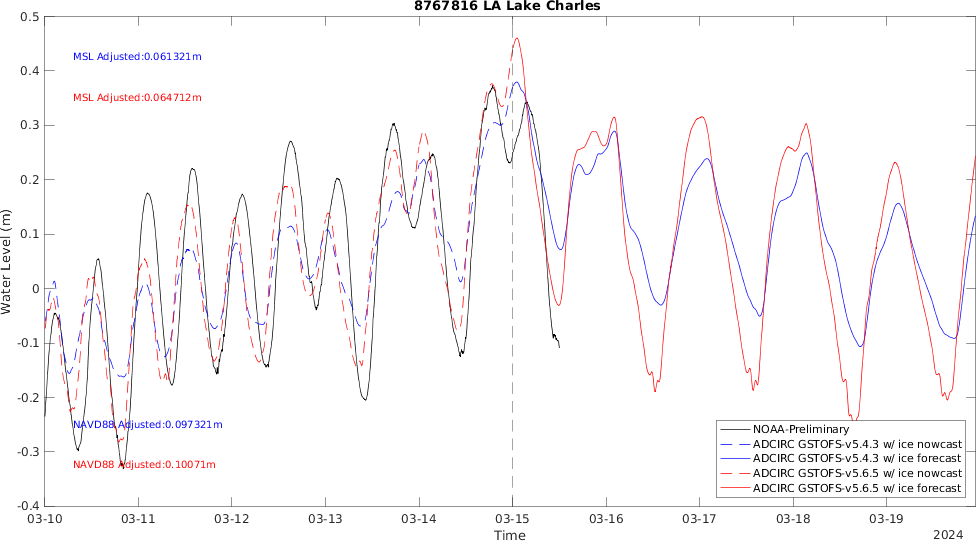 8767816 LA Lake Charles
0.5
0.4
0.3
0.2
0.1
0
-0.1
-0.2
-0.3
-0.4
Water Level (m)
MSL Adjusted:0.061321m
MSL Adjusted:0.064712m
NAVD88 Adjusted:0.097321m
NAVD88 Adjusted:0.10071m
NOAA-Preliminary
ADCIRC GSTOFS-v5.4.3 w/ ice nowcast
ADCIRC GSTOFS-v5.4.3 w/ ice forecast
ADCIRC GSTOFS-v5.6.5 w/ ice nowcast
ADCIRC GSTOFS-v5.6.5 w/ ice forecast
03-10 03-11 03-12 03-13 03-14 03-15 03-16 03-17 03-18 03-19
Time
2024